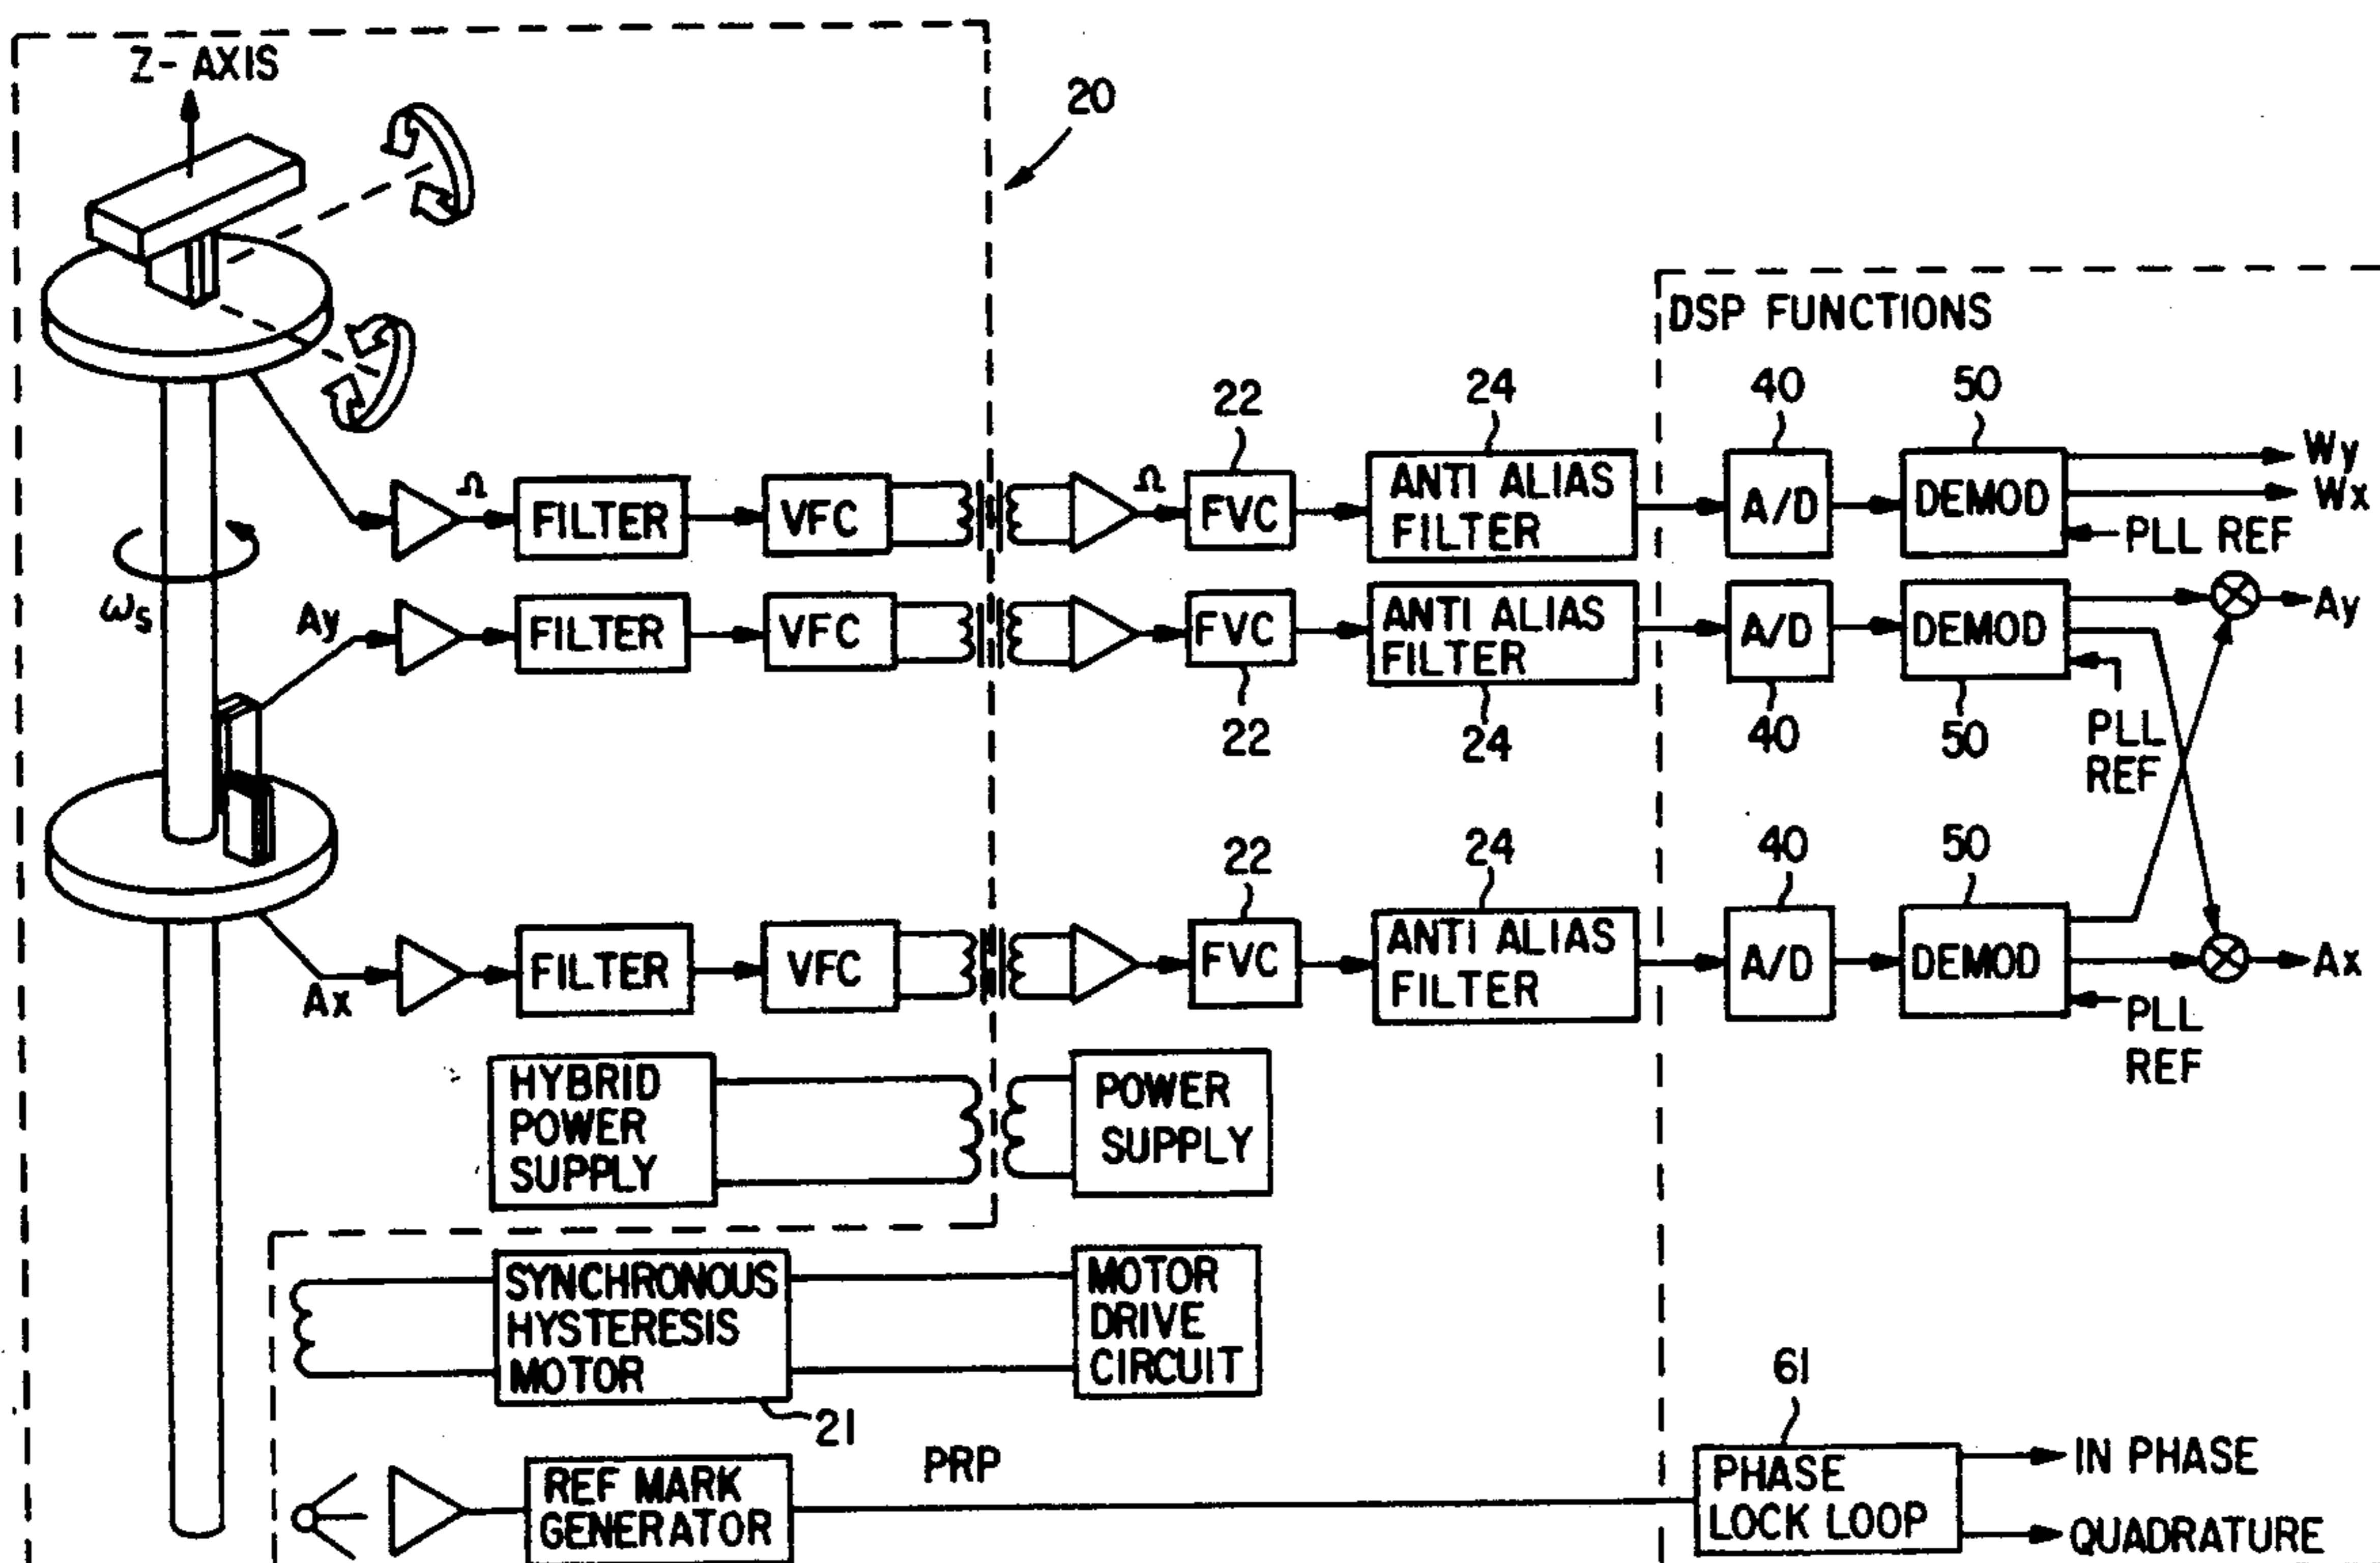 Z- AXIS
20
DSP FUNCTIONS
22
24
40
50
Ω
FILTER
VFC
Ω
FVC
ANTI ALIAS
FILTER
A/D
DEMOD
Wy
Wx
PLL REF
ωs
Ay
FILTER
VFC
FVC
ANTI ALIAS
FILTER
A/D
DEMOD
Ay
22
24
40
50
PLL
REF
22
24
40
50
Ax
FILTER
VFC
FVC
ANTI ALIAS
FILTER
A/D
DEMOD
Ax
PLL
REF
HYBRID
POWER
SUPPLY
POWER
SUPPLY
SYNCHRONOUS
HYSTERESIS
MOTOR
21
MOTOR
DRIVE
CIRCUIT
REF MARK
GENERATOR
PRP
61
PHASE
LOCK LOOP
IN PHASE
QUADRATURE